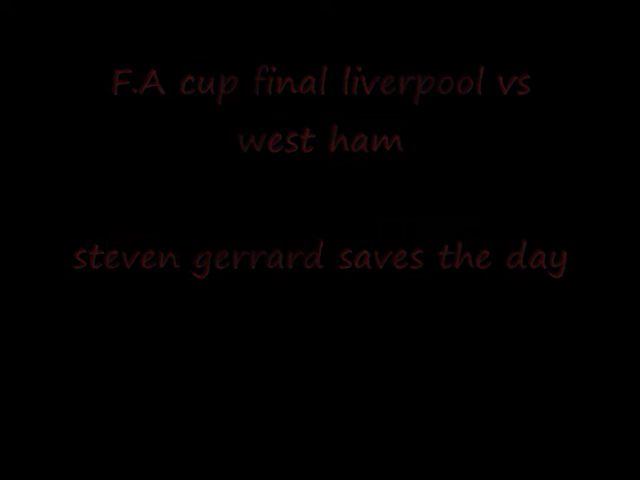 F.A cup final liverpool vs
west ham
steven gerrard saves the day